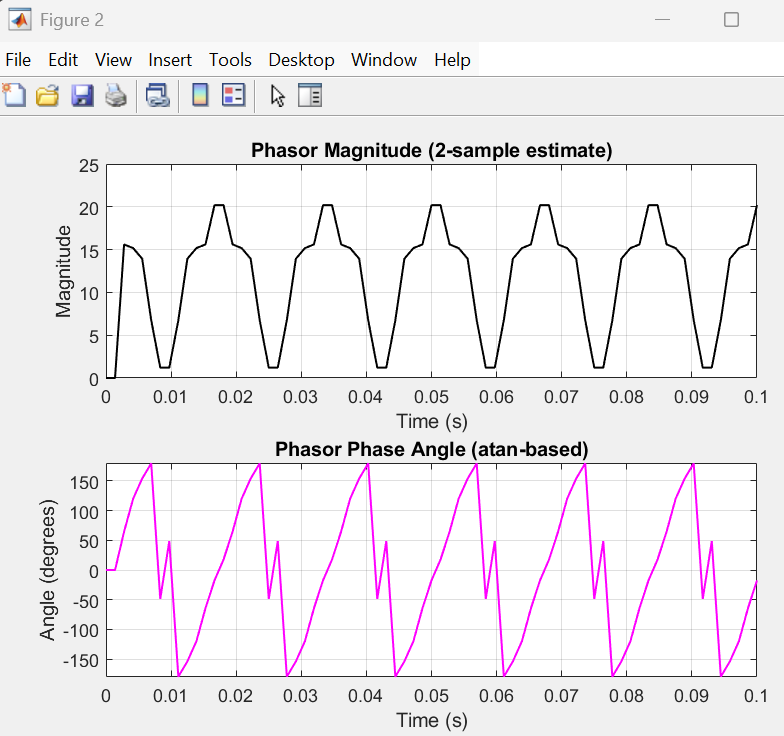 Figure 2
File Edit View Insert Tools Desktop Window Help
Phasor Magnitude (2-sample estimate)
25
20
15
10
5
0
Magnitude
0 0.01 0.02 0.03 0.04 0.05 0.06 0.07 0.08 0.09 0.1
Time (s)
Phasor Phase Angle (atan-based)
150
100
50
0
-50
-100
-150
Angle (degrees)
0 0.01 0.02 0.03 0.04 0.05 0.06 0.07 0.08 0.09 0.1
Time (s)